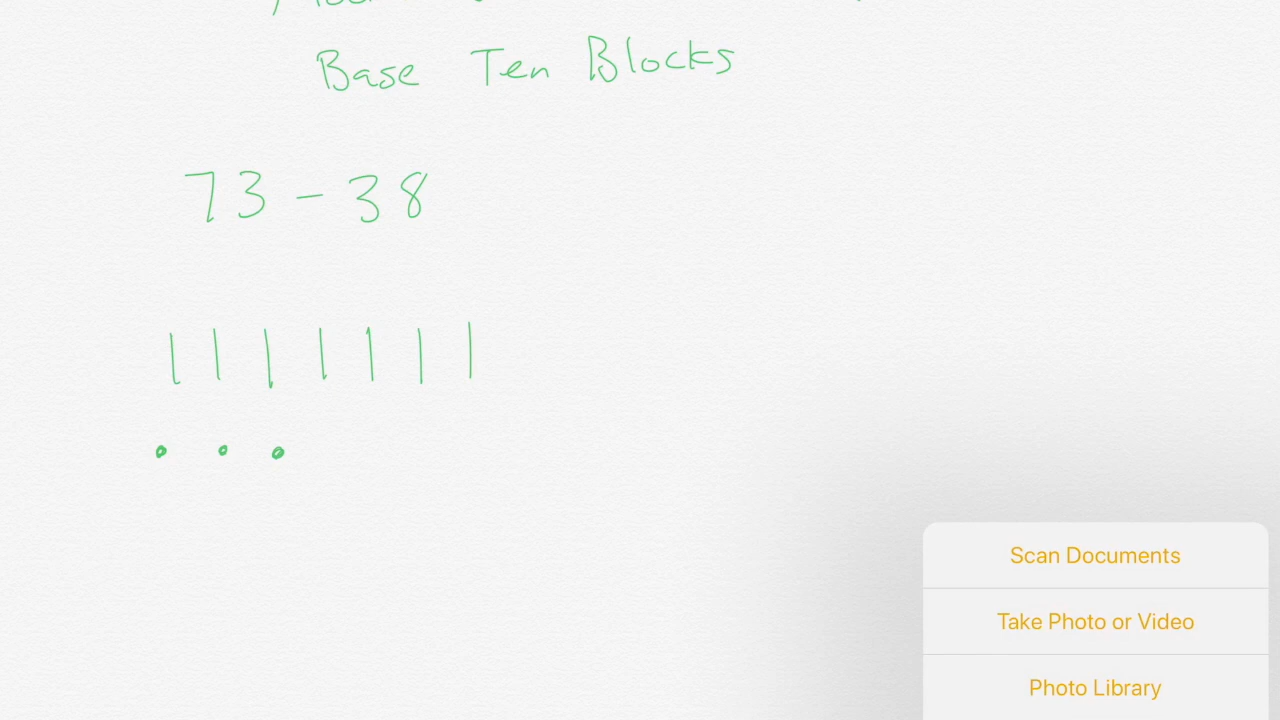 Base Ten Blocks
73 - 38
Scan Documents
Take Photo or Video
Photo Library